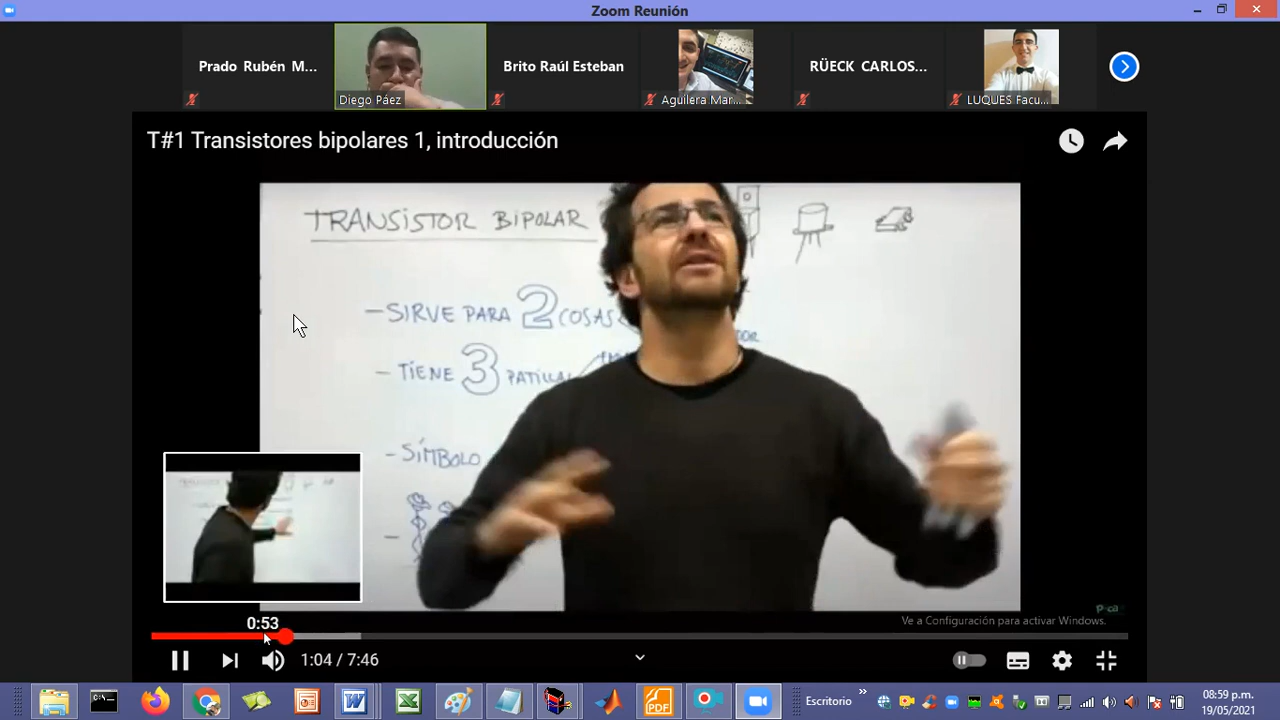 Zoom Reunión
Prado Rubén M...
Diego Páez
Brito Raúl Esteban
Aguilera Mar...
RÜECK CARLOS...
LUQUES Facu...
T#1 Transistores bipolares 1, introducción
TRANSISTOR BIPOLAR
- SIRVE PARA 2 COSAS
- TIENE 3 PATILLAS
- SÍMBOLO
0:53
Ve a Configuración para activar Windows.
1:04 / 7:46
Escritorio
08:59 p.m.
19/05/2021